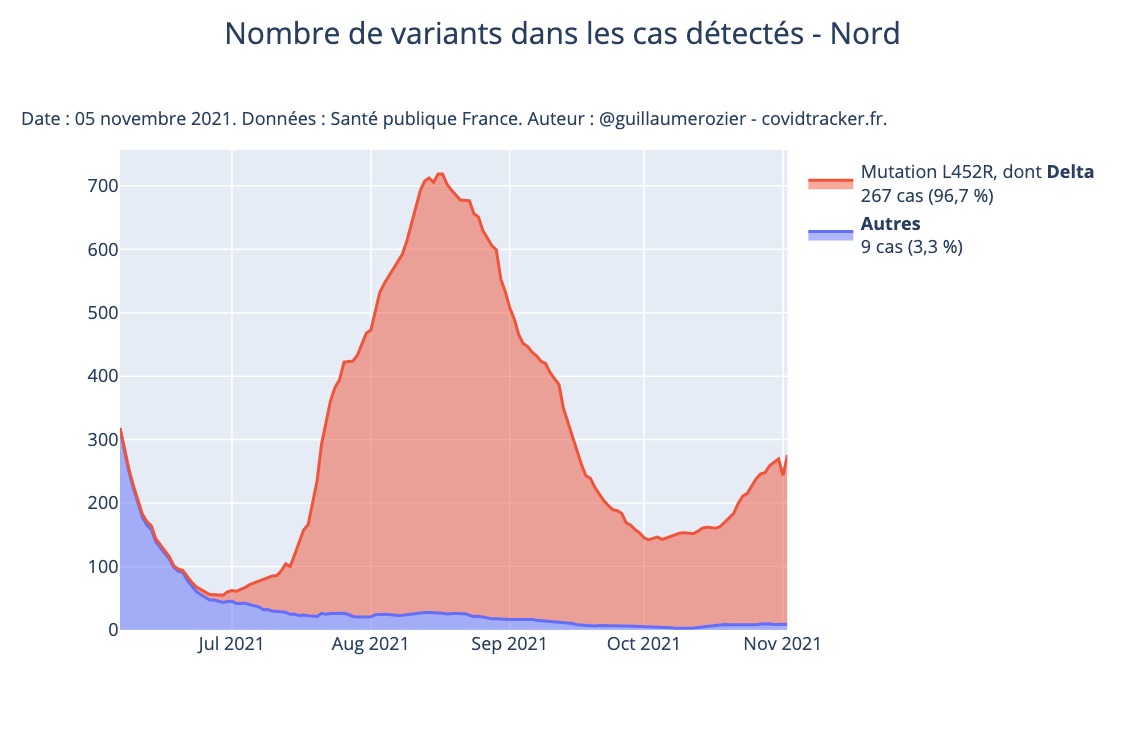 Nombre de variants dans les cas détectés - Nord
Date : 05 novembre 2021. Données : Santé publique France. Auteur : @guillaumerozier - covidtracker.fr.
700
600
500
400
300
200
100
0
Jul 2021
Aug 2021
Sep 2021
Oct 2021
Nov 2021
Mutation L452R, dont Delta
267 cas (96,7 %)
Autres
9 cas (3,3 %)